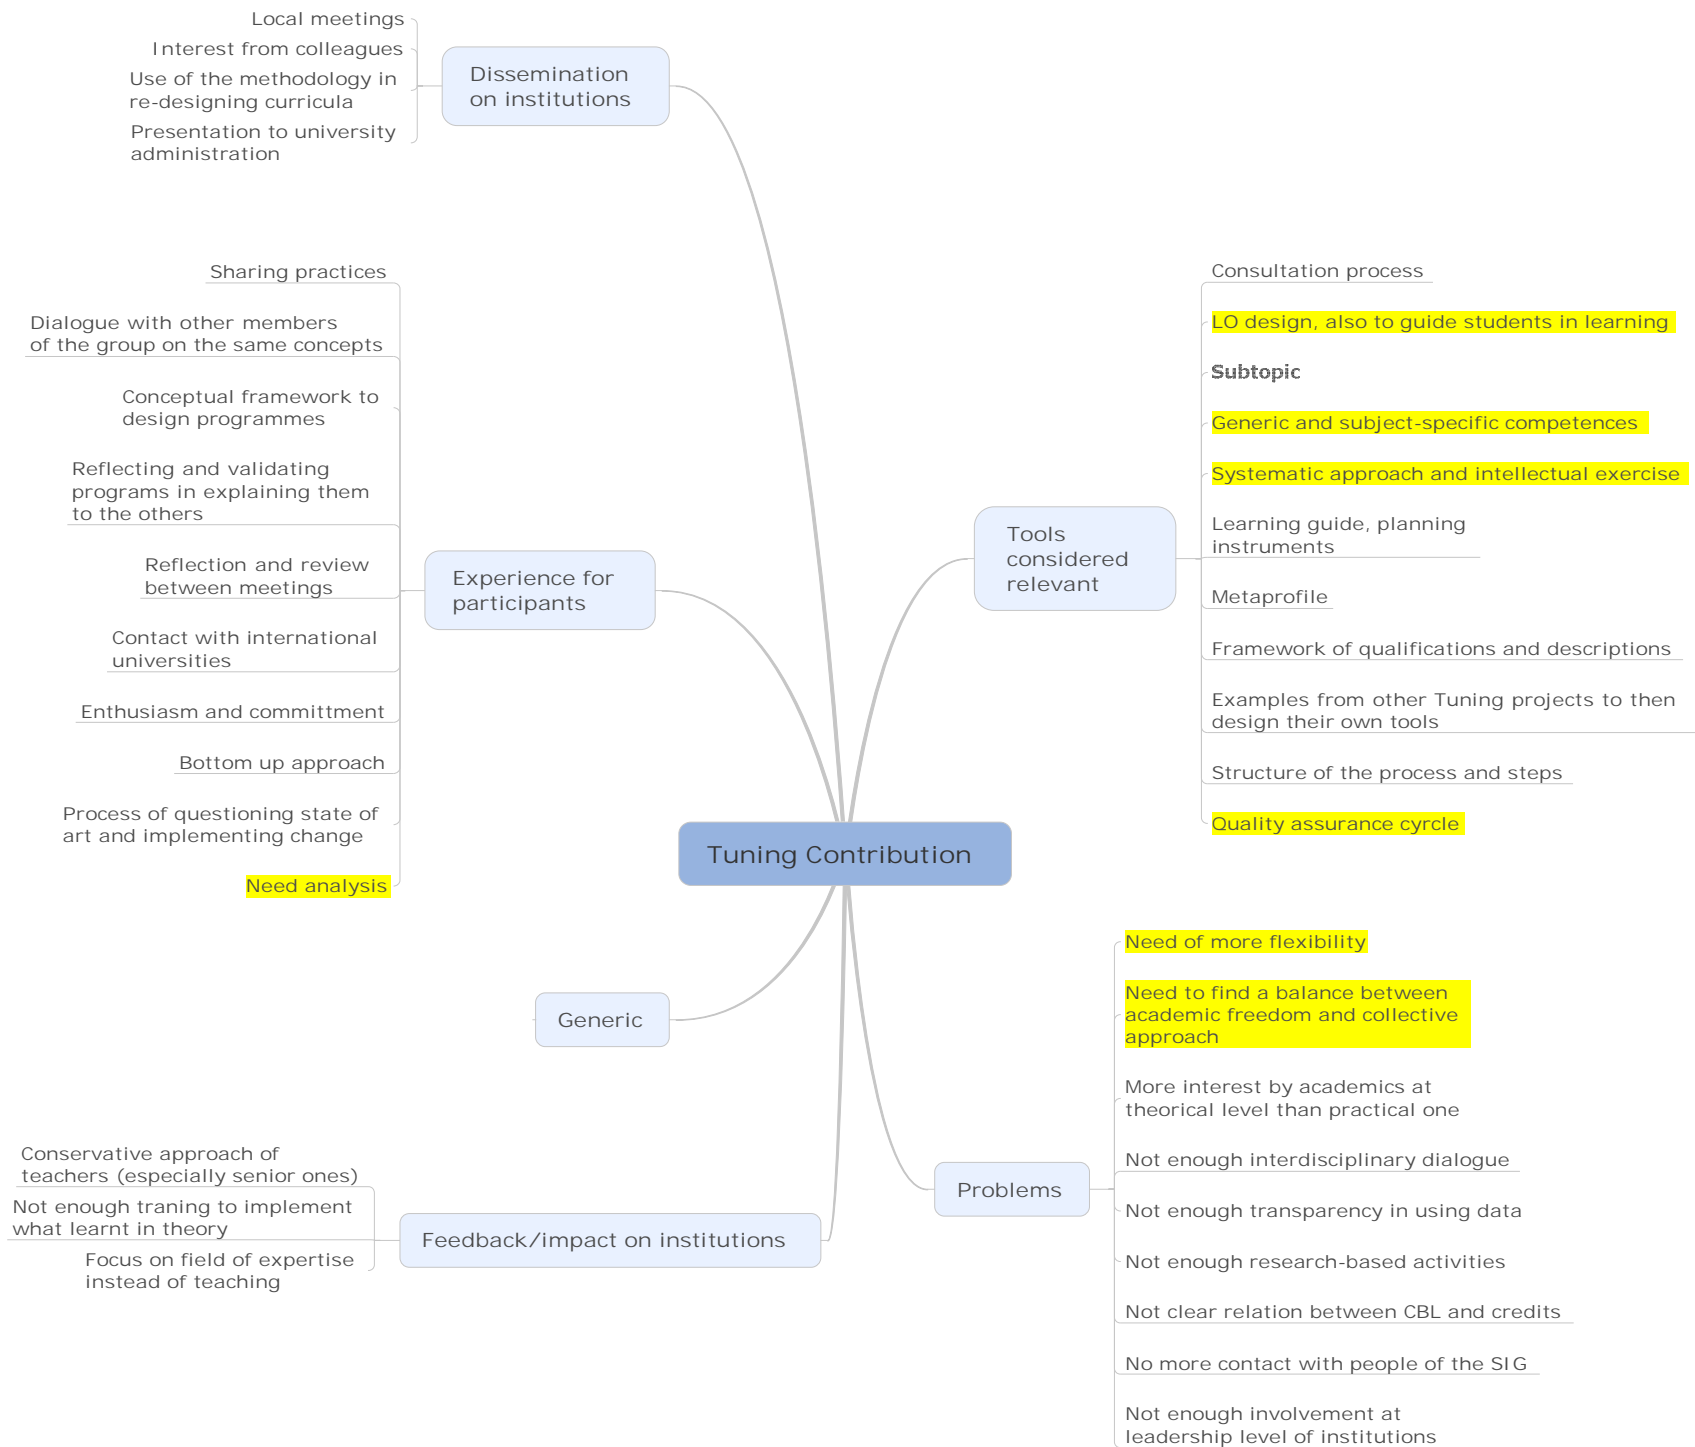 Local meetings
Interest from colleagues
Use of the methodology in
re-designing curricula
Presentation to university
administration
Dissemination
on institutions
Sharing practices
Dialogue with other members
of the group on the same concepts
Conceptual framework to
design programmes
Reflecting and validating
programs in explaining them
to the others
Reflection and review
between meetings
Contact with international
universities
Enthusiasm and committment
Bottom up approach
Process of questioning state of
art and implementing change
Need analysis
Experience for
participants
Tools
considered
relevant
Consultation process
LO design, also to guide students in learning
Subtopic
Generic and subject-specific competences
Systematic approach and intellectual exercise
Learning guide, planning
instruments
Metaprofile
Framework of qualifications and descriptions
Examples from other Tuning projects to then
design their own tools
Structure of the process and steps
Quality assurance cyrcle
Tuning Contribution
Generic
Conservative approach of
teachers (especially senior ones)
Not enough traning to implement
what learnt in theory
Focus on field of expertise
instead of teaching
Feedback/impact on institutions
Problems
Need of more flexibility
Need to find a balance between
academic freedom and collective
approach
More interest by academics at
theorical level than practical one
Not enough interdisciplinary dialogue
Not enough transparency in using data
Not enough research-based activities
Not clear relation between CBL and credits
No more contact with people of the SIG
Not enough involvement at
leadership level of institutions